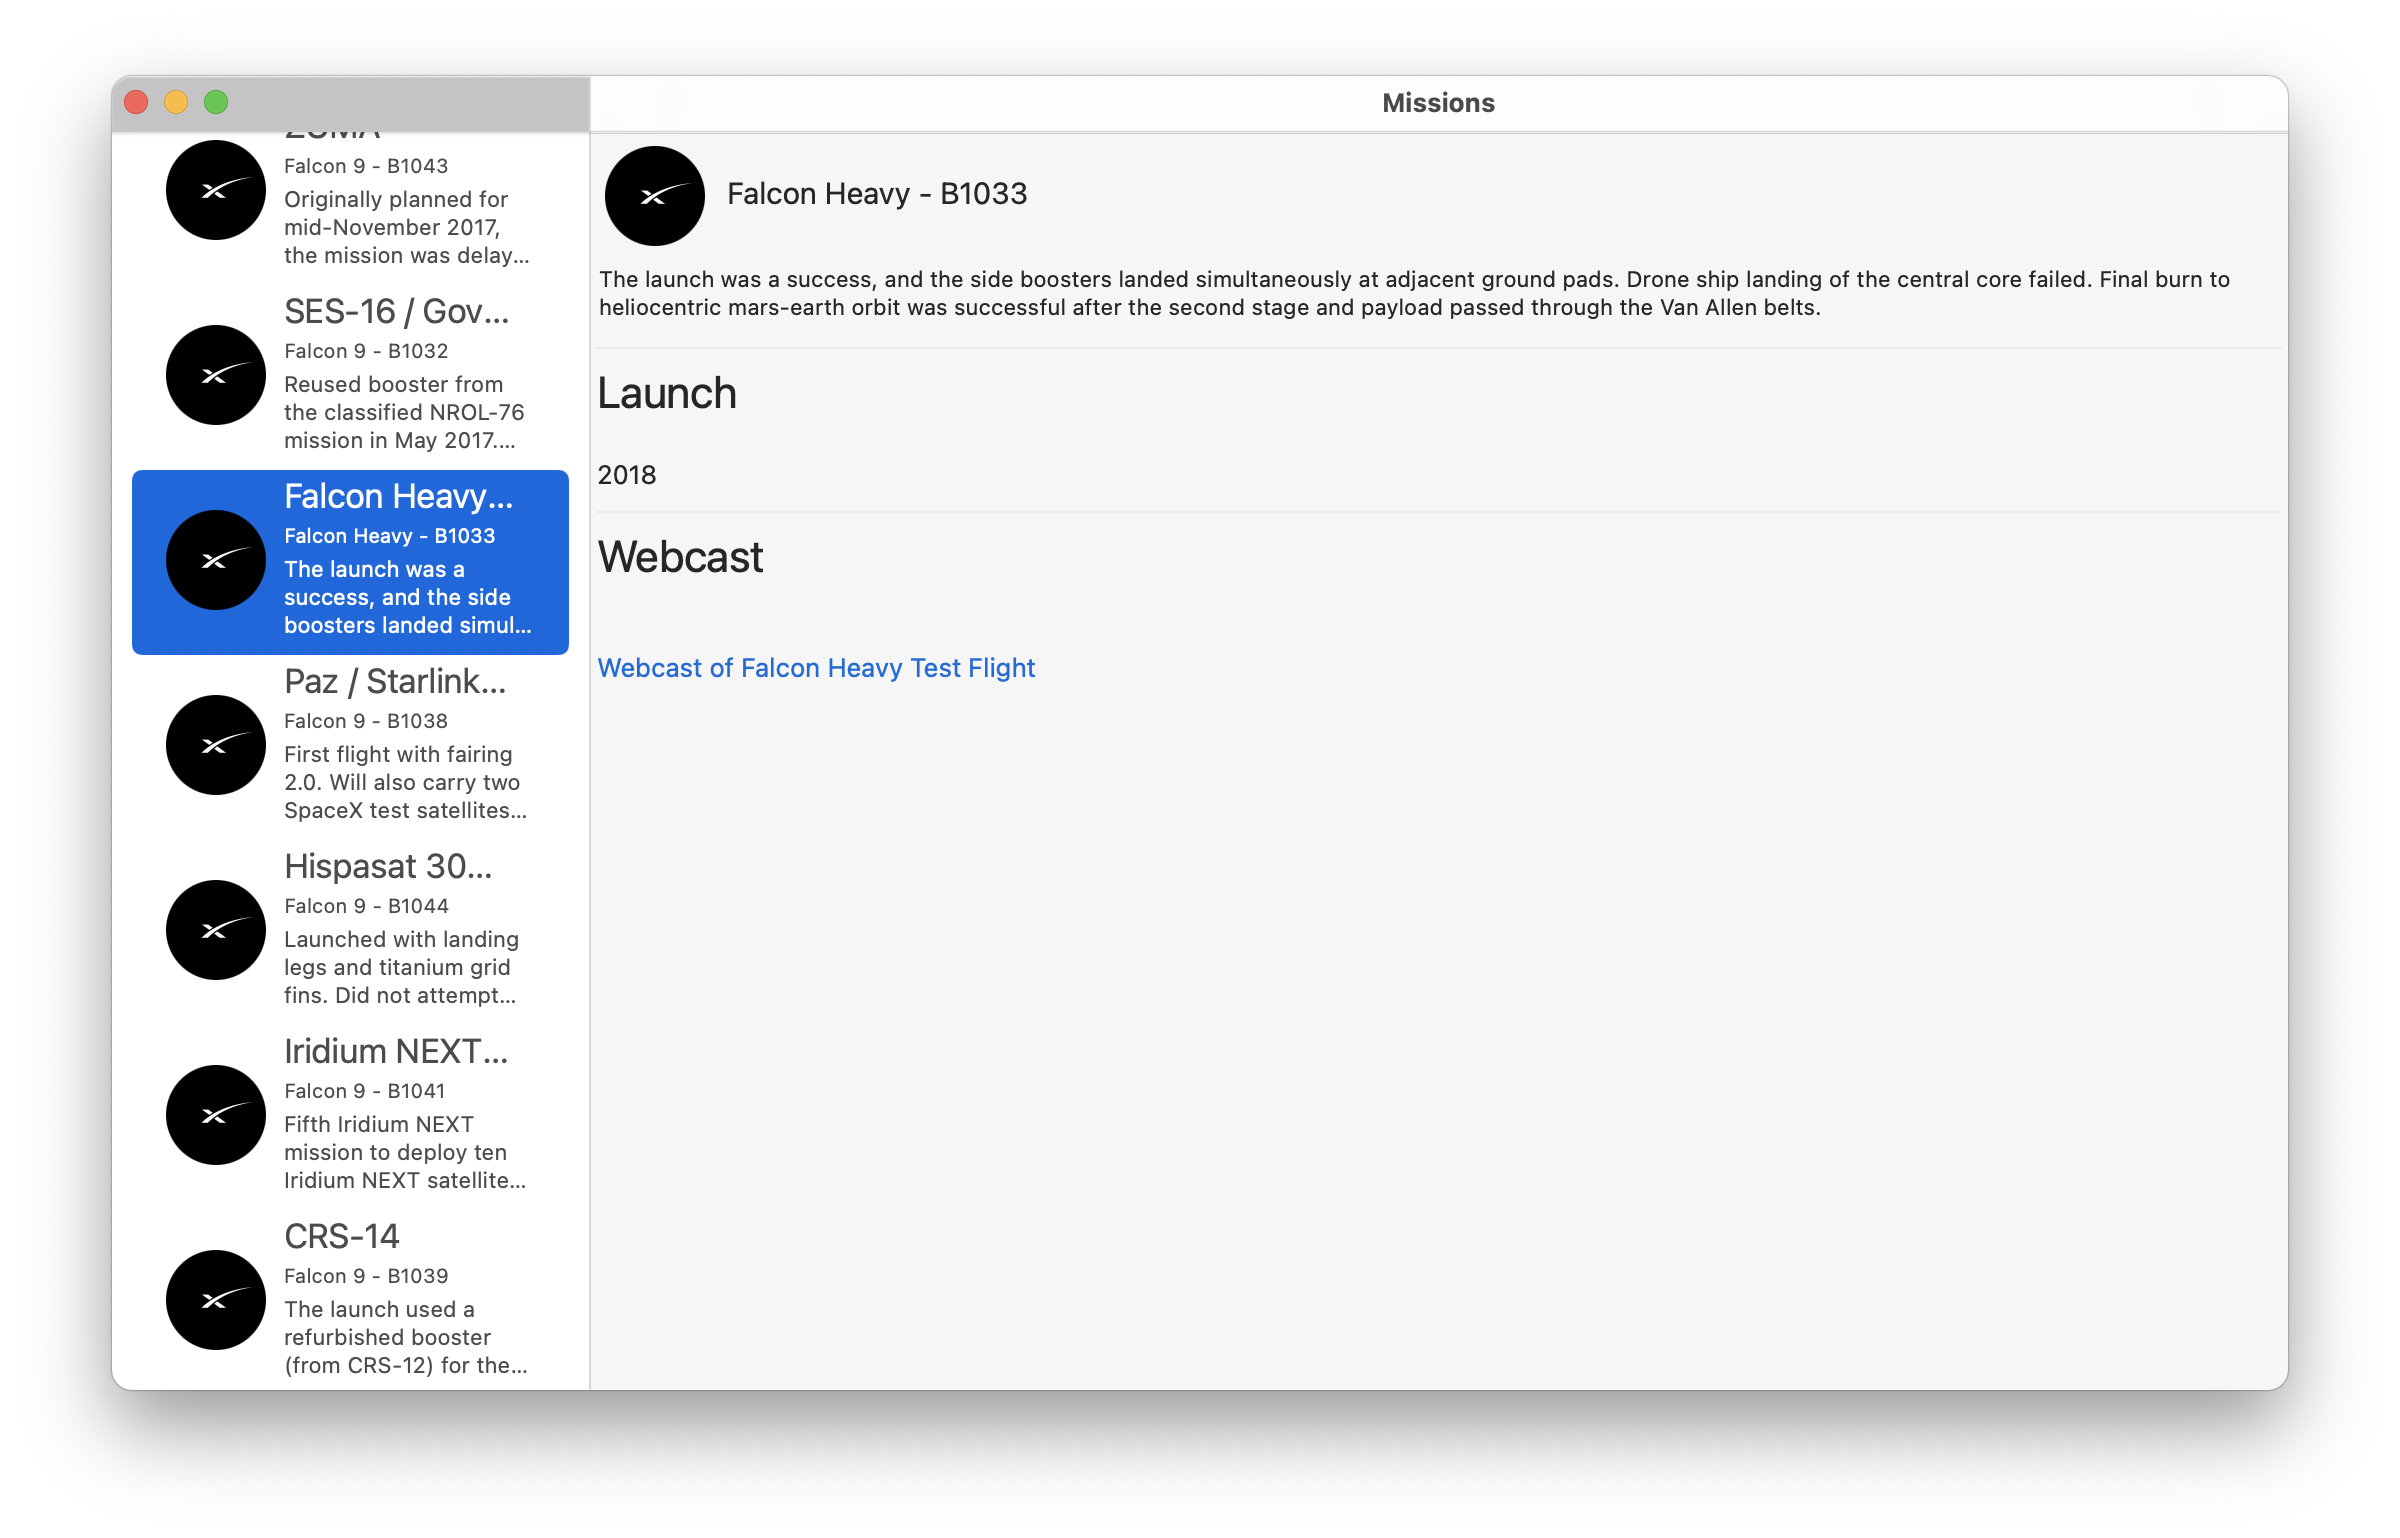 Missions
ZUMA
Falcon 9 - B1043
Originally planned for
mid-November 2017,
the mission was delay...
SES-16 / Gov...
Falcon 9 - B1032
Reused booster from
the classified NROL-76
mission in May 2017....
Falcon Heavy...
Falcon Heavy - B1033
The launch was a
success, and the side
boosters landed simul...
Paz / Starlink...
Falcon 9 - B1038
First flight with fairing
2.0. Will also carry two
SpaceX test satellites...
Hispasat 30...
Falcon 9 - B1044
Launched with landing
legs and titanium grid
fins. Did not attempt...
Iridium NEXT...
Falcon 9 - B1041
Fifth Iridium NEXT
mission to deploy ten
Iridium NEXT satellite...
CRS-14
Falcon 9 - B1039
The launch used a
refurbished booster
(from CRS-12) for the...
Falcon Heavy - B1033
The launch was a success, and the side boosters landed simultaneously at adjacent ground pads. Drone ship landing of the central core failed. Final burn to
heliocentric mars-earth orbit was successful after the second stage and payload passed through the Van Allen belts.
Launch
2018
Webcast
Webcast of Falcon Heavy Test Flight